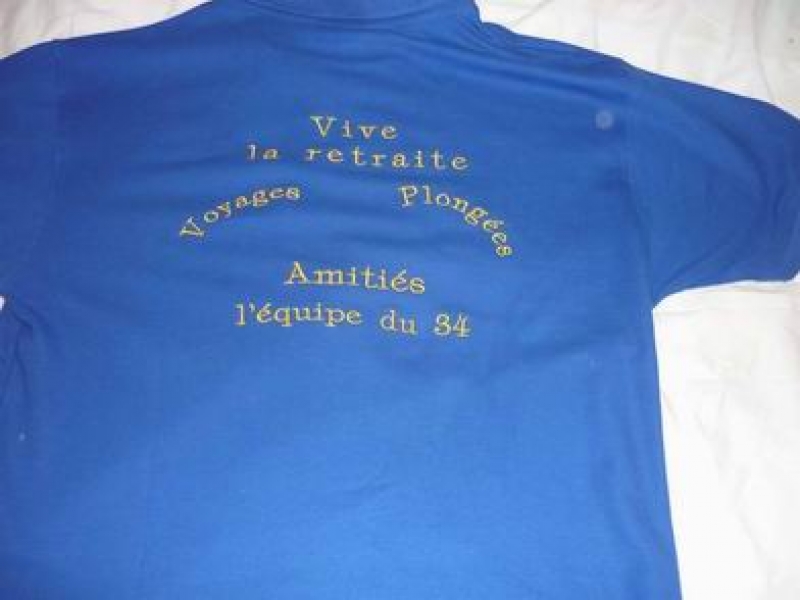 Vive
la retraite
Voyages Plongées
Amitiés
l'équipe du 34